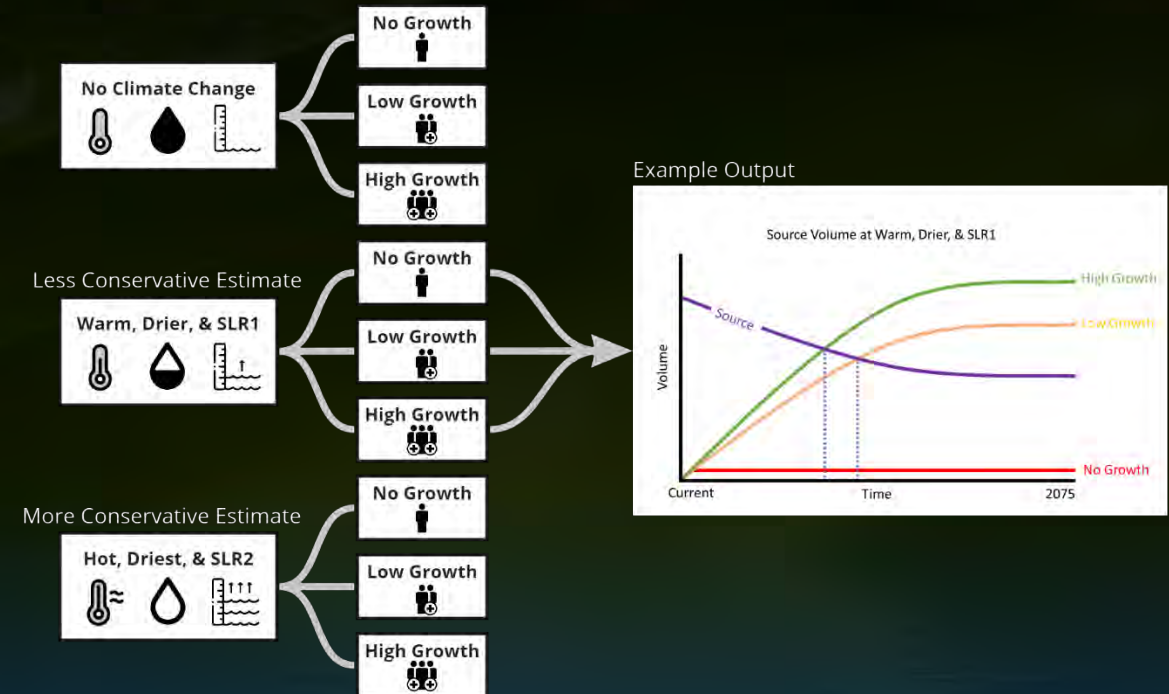 No Growth
No Climate Change
Low Growth
High Growth
Example Output
No Growth
Less Conservative Estimate
Warm, Drier, & SLR1
Low Growth
High Growth
Source Volume at Warm, Drier, & SLR1
High Growth
Source
Low Growth
Volume
No Growth
Current
Time
2075
No Growth
More Conservative Estimate
Hot, Driest, & SLR2
Low Growth
High Growth